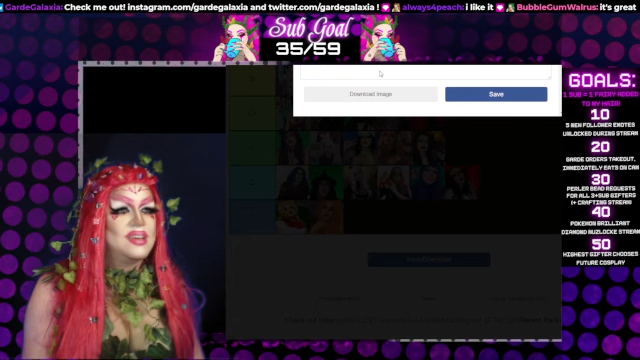 GardeGalaxia: Check me out! instagram.com/gardegalaxia and twitter.com/gardegalaxia ! always4peach: i like it BubbleGumWalrus: it's great
Sub Goal
35/59
Download Image
Save
GOALS:
1 SUB = 1 FAIRY ADDED
TO MY HAIR!
10
5 NEW FOLLOWER EMOTES
UNLOCKED DURING STREAM
20
GARDE ORDERS TAKEOUT,
IMMEDIATELY EATS ON CAM
30
PERLER BEAD REQUESTS
FOR ALL 3+SUB GIFTERS
(+ CRAFTING STREAM)
40
POKEMON BRILLIANT
DIAMOND NUZLOCKE STREAM
50
HIGHEST GIFTER CHOOSES
FUTURE COSPLAY